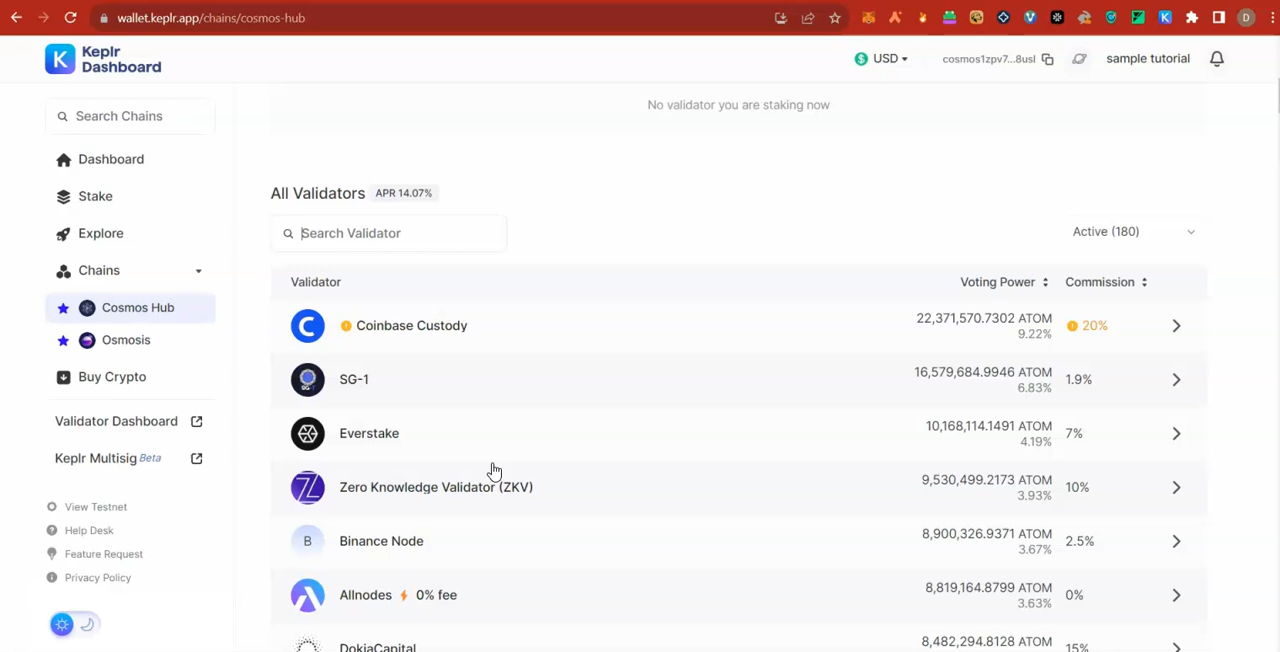 wallet.keplr.app/chains/cosmos-hub
D
K
Keplr
Dashboard
USD
cosmos1zpv7...8usl
sample tutorial
Search Chains
Dashboard
Stake
Explore
Chains
Cosmos Hub
Osmosis
Buy Crypto
Validator Dashboard
Keplr Multisig Beta
View Testnet
Help Desk
Feature Request
Privacy Policy
No validator you are staking now
All Validators APR 14.07%
Search Validator
Active (180)
Validator Voting Power Commission
C Coinbase Custody 22,371,570.7302 ATOM 20%
9.22%
SG-1 16,579,684.9946 ATOM 1.9%
6.83%
Everstake 10,168,114.1491 ATOM 7%
4.19%
Zero Knowledge Validator (ZKV) 9,530,499.2173 ATOM 10%
3.93%
B Binance Node 8,900,326.9371 ATOM 2.5%
3.67%
Allnodes 0% fee 8,819,164.8799 ATOM 0%
3.63%
DokiaCapital 8,482,294.8128 ATOM 15%